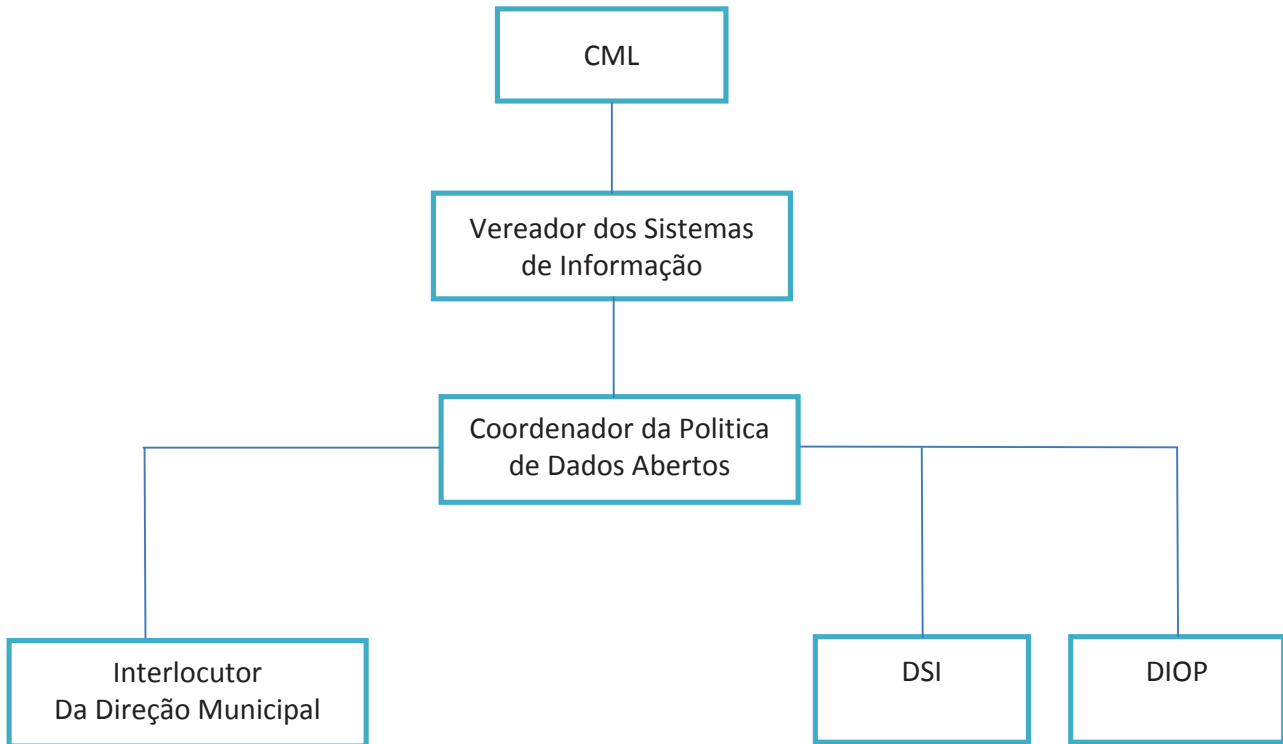 CML
Vereador dos Sistemas
de Informação
Coordenador da Politica
de Dados Abertos
Interlocutor
Da Direção Municipal
DSI
DIOP